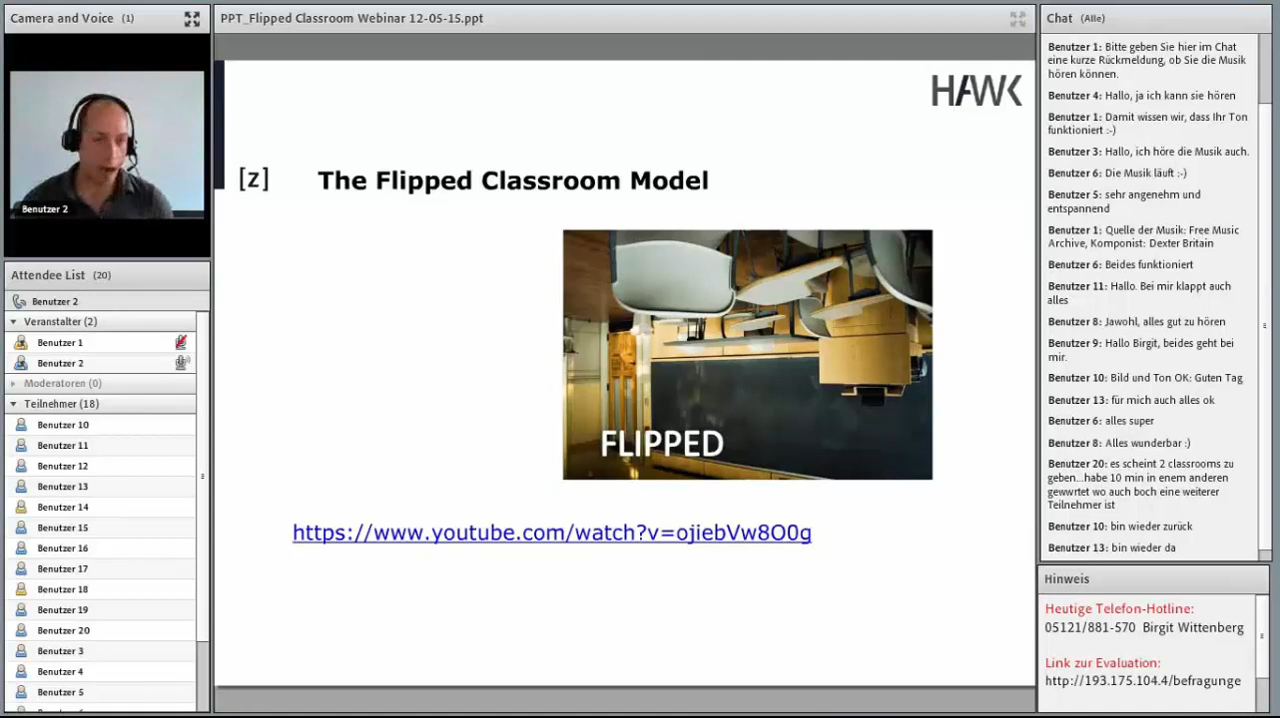 Camera and Voice (1)
Benutzer 2
Attendee List (20)
Benutzer 2
Veranstalter (2)
Benutzer 1
Benutzer 2
Moderatoren (0)
Teilnehmer (18)
Benutzer 10
Benutzer 11
Benutzer 12
Benutzer 13
Benutzer 14
Benutzer 15
Benutzer 16
Benutzer 17
Benutzer 18
Benutzer 19
Benutzer 20
Benutzer 3
Benutzer 4
Benutzer 5
PPT_Flipped Classroom Webinar 12-05-15.ppt
HAWK
[z] The Flipped Classroom Model
FLIPPED
https://www.youtube.com/watch?v=ojiebVw8O0g
Chat (Alle)
Benutzer 1: Bitte geben Sie hier im Chat
eine kurze Rückmeldung, ob Sie die Musik
hören können.
Benutzer 4: Hallo, ja ich kann sie hören
Benutzer 1: Damit wissen wir, dass Ihr Ton
funktioniert :-)
Benutzer 3: Hallo, ich höre die Musik auch.
Benutzer 6: Die Musik läuft :-)
Benutzer 5: sehr angenehm und
entspannend
Benutzer 1: Quelle der Musik: Free Music
Archive, Komponist: Dexter Britain
Benutzer 6: Beides funktioniert
Benutzer 11: Hallo. Bei mir klappt auch
alles
Benutzer 8: Jawohl, alles gut zu hören
Benutzer 9: Hallo Birgit, beides geht bei
mir.
Benutzer 10: Bild und Ton OK: Guten Tag
Benutzer 13: für mich auch alles ok
Benutzer 6: alles super
Benutzer 8: Alles wunderbar :)
Benutzer 20: es scheint 2 classrooms zu
geben...habe 10 min in enem anderen
gewwrtet wo auch boch eine weiterer
Teilnehmer ist
Benutzer 10: bin wieder zurück
Benutzer 13: bin wieder da
Hinweis
Heutige Telefon-Hotline:
05121/881-570 Birgit Wittenberg
Link zur Evaluation:
http://193.175.104.4/befragunge